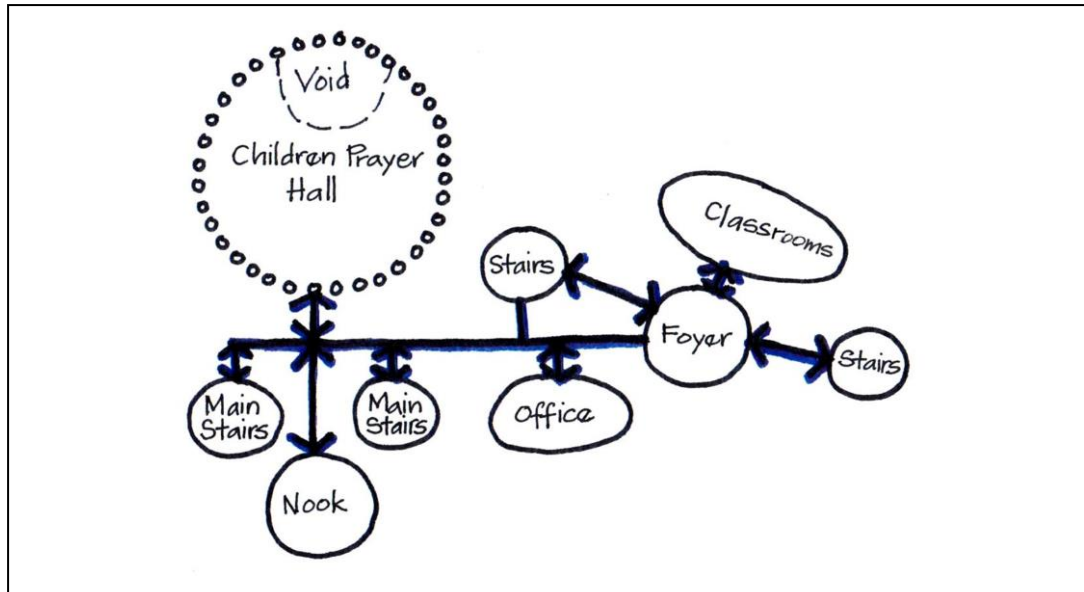 Void
Children Prayer
Hall
Classrooms
Stairs
Foyer
Stairs
Main
Stairs
Main
Stairs
Office
Nook